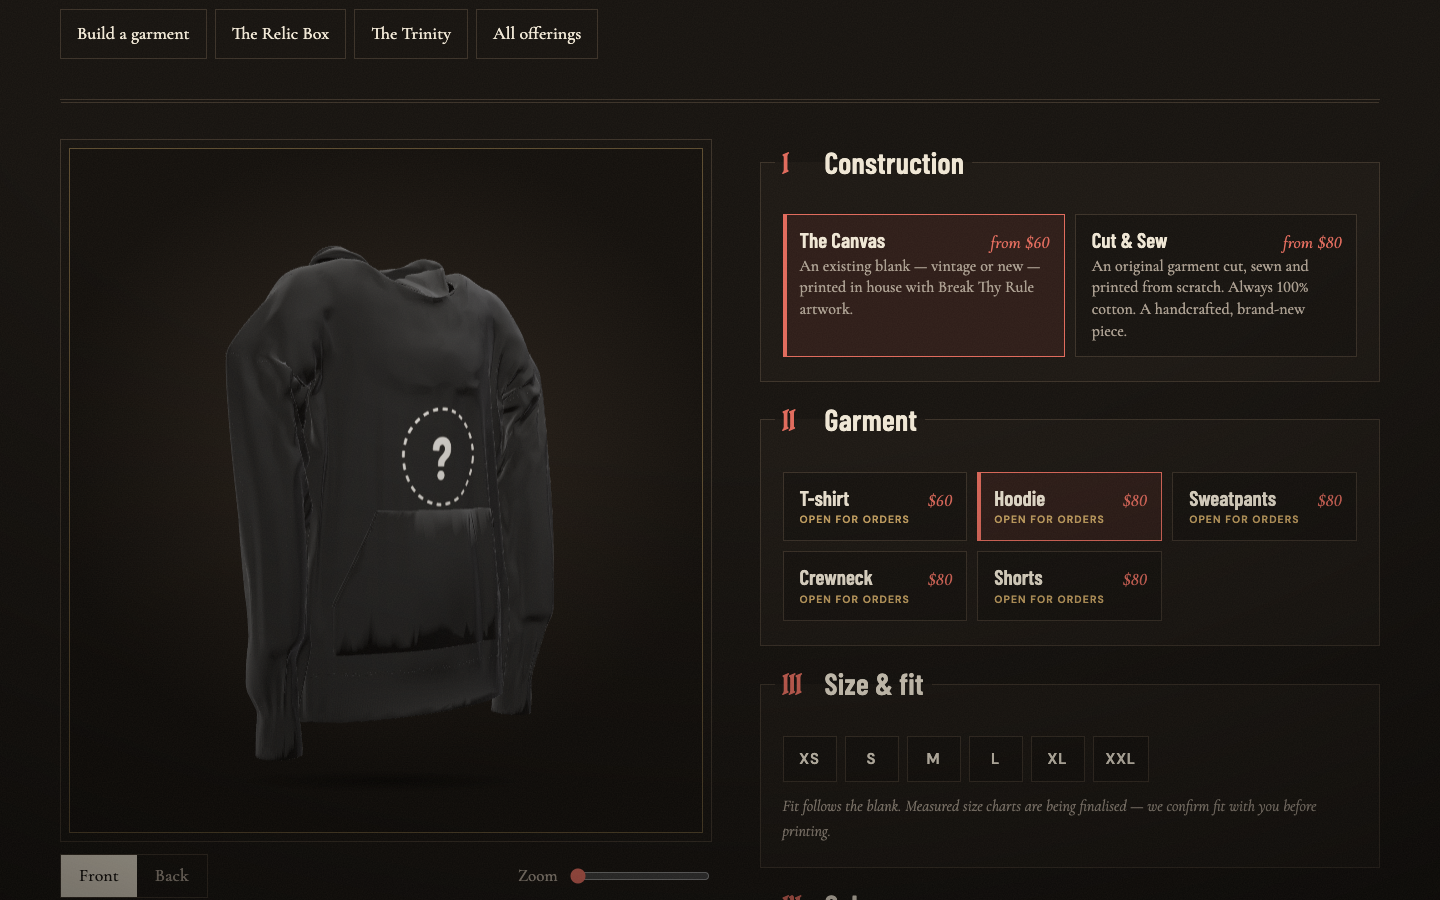 Build a garment
The Relic Box
The Trinity
All offerings
?
Front
Back
Zoom
I Construction
The Canvas
from $60
An existing blank — vintage or new —
printed in house with Break Thy Rule
artwork.
Cut & Sew
from $80
An original garment cut, sewn and
printed from scratch. Always 100%
cotton. A handcrafted, brand-new
piece.
II Garment
T-shirt
$60
OPEN FOR ORDERS
Hoodie
$80
OPEN FOR ORDERS
Sweatpants
$80
OPEN FOR ORDERS
Crewneck
$80
OPEN FOR ORDERS
Shorts
$80
OPEN FOR ORDERS
III Size & fit
XS
S
M
L
XL
XXL
Fit follows the blank. Measured size charts are being finalised — we confirm fit with you before
printing.